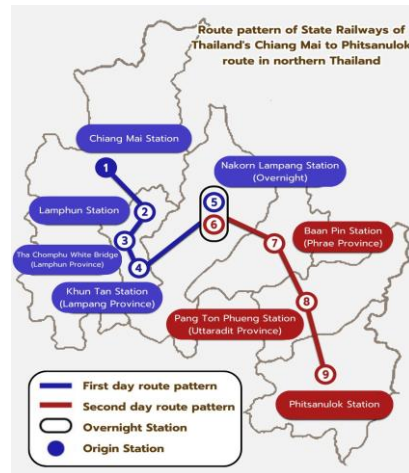 Route pattern of State Railways of
Thailand's Chiang Mai to Phitsanulok
route in northern Thailand
Chiang Mai Station
1
Nakorn Lampang Station
(Overnight)
Lamphun Station
2
5
6
Baan Pin Station
(Phrae Province)
The Chomphu White Bridge
(Lamphun Province)
3
7
4
Khun Tan Station
(Lampang Province)
8
Pang Ton Phueng Station
(Uttaradit Province)
9
Phitsanulok Station
First day route pattern
Second day route pattern
Overnight Station
Origin Station